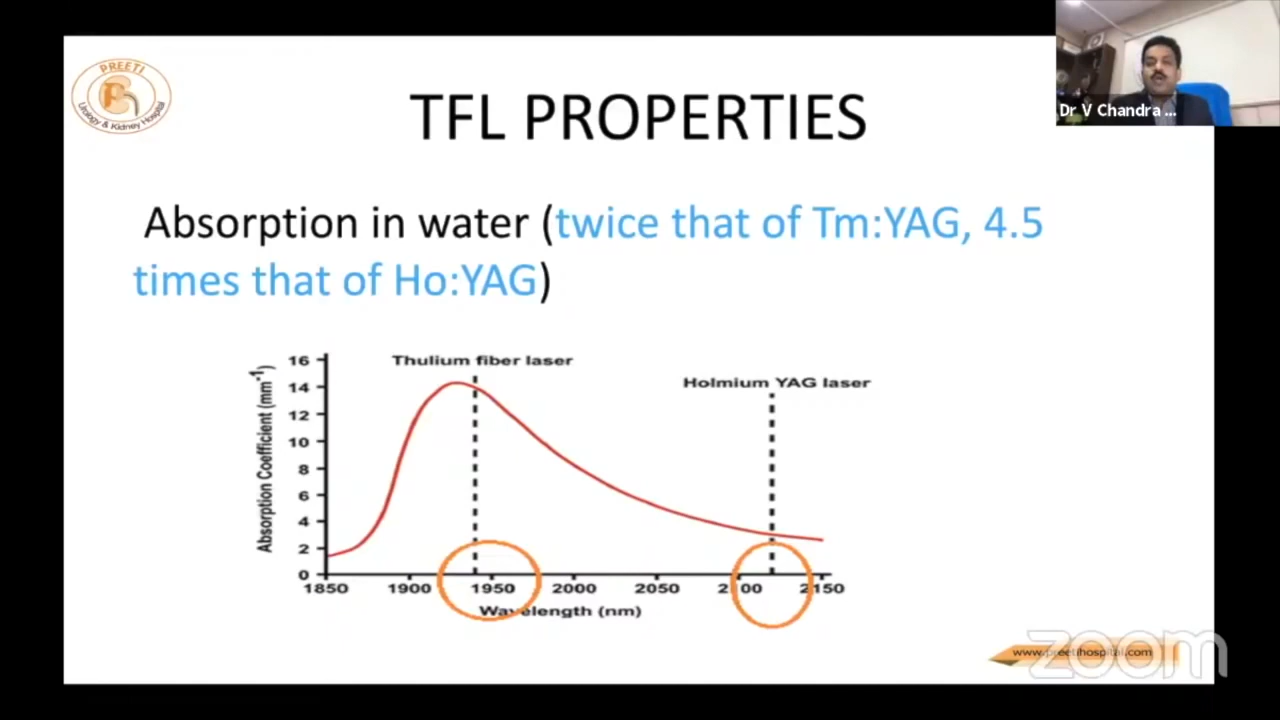 PREETI
Urology & Kidney Hospital
Dr V Chandra ...
TFL PROPERTIES
Absorption in water (twice that of Tm:YAG, 4.5
times that of Ho:YAG)
Thulium fiber laser
Holmium YAG laser
Absorption Coefficient (mm⁻¹)
16
14
12
10
8
6
4
2
0
1850 1900 1950 2000 2050 2100 2150
Wavelength (nm)
www.preetihospital.com
zoom